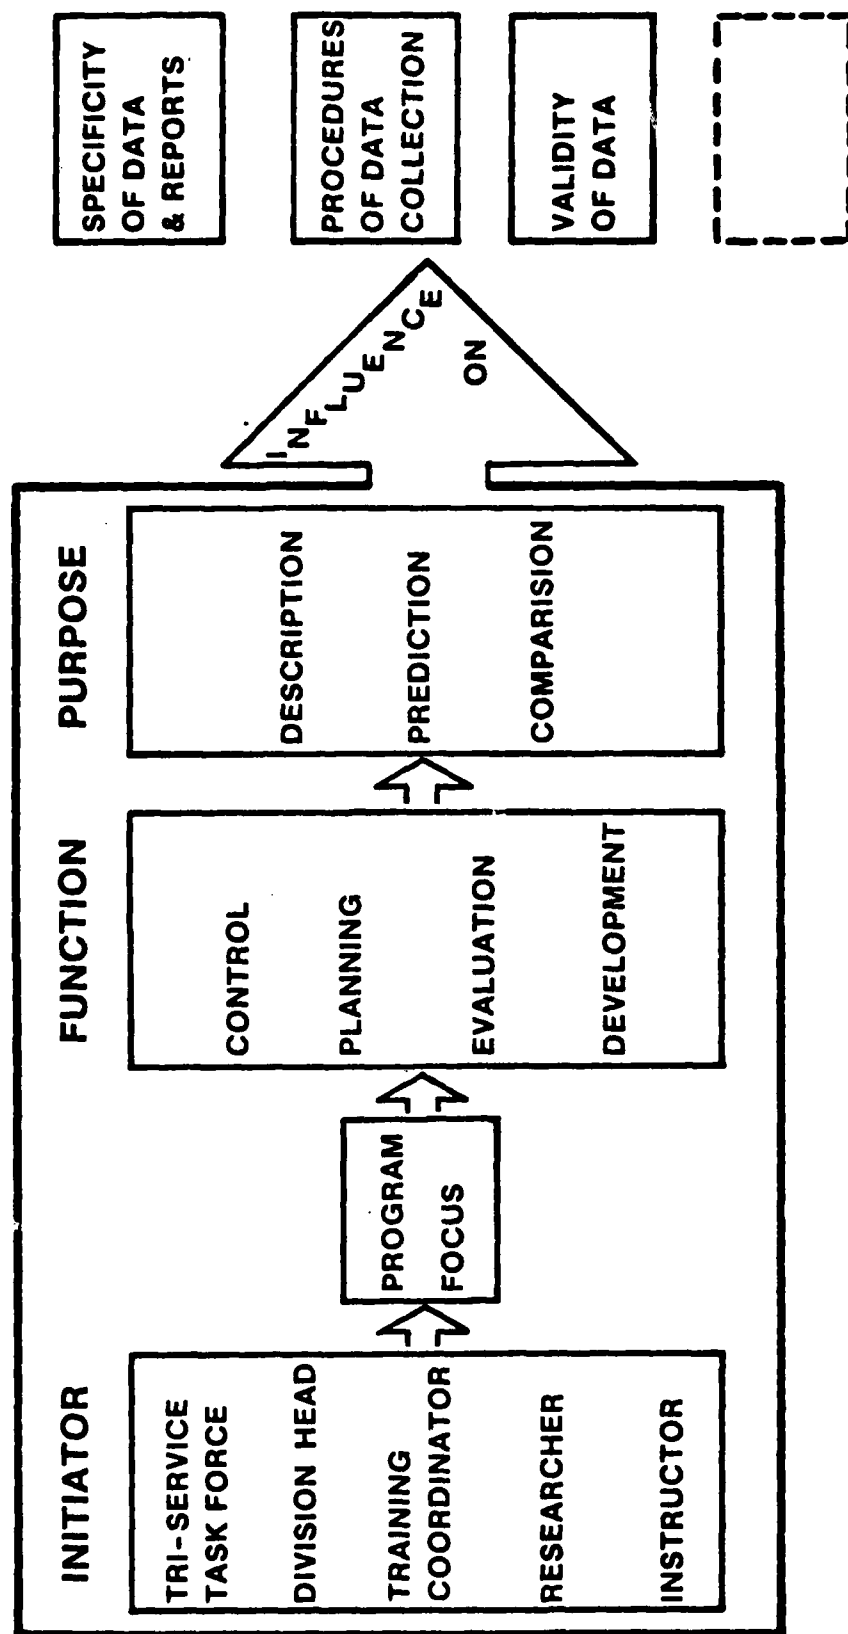 INITIATOR
TRI-SERVICE
TASK FORCE
DIVISION HEAD
TRAINING
COORDINATOR
RESEARCHER
INSTRUCTOR
PROGRAM
FOCUS
FUNCTION
CONTROL
PLANNING
EVALUATION
DEVELOPMENT
PURPOSE
DESCRIPTION
PREDICTION
COMPARISION
INFLUENCE
ON
SPECIFICITY
OF DATA
& REPORTS
PROCEDURES
OF DATA
COLLECTION
VALIDITY
OF DATA